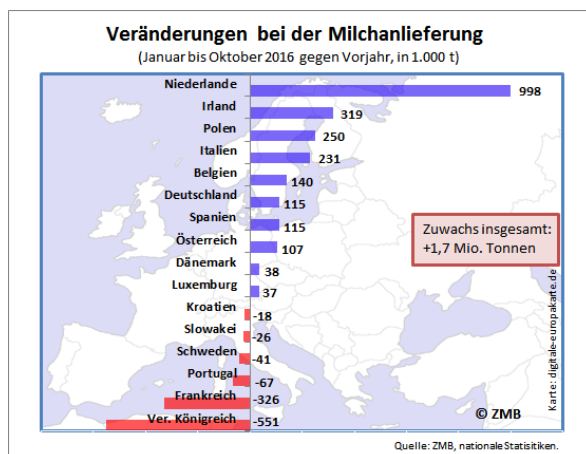 Veränderungen bei der Milchanlieferung
(Januar bis Oktober 2016 gegen Vorjahr, in 1.000 t)
Niederlande 998
Irland 319
Polen 250
Italien 231
Belgien 140
Deutschland 115
Spanien 115
Österreich 107
Dänemark 38
Luxemburg 37
Kroatien -18
Slowakei -26
Schweden -41
Portugal -67
Frankreich -326
Ver. Königreich -551
Zuwachs insgesamt:
+1,7 Mio. Tonnen
Karte: digitale-europakarte.de
© ZMB
Quelle: ZMB, nationale Statisitiken.